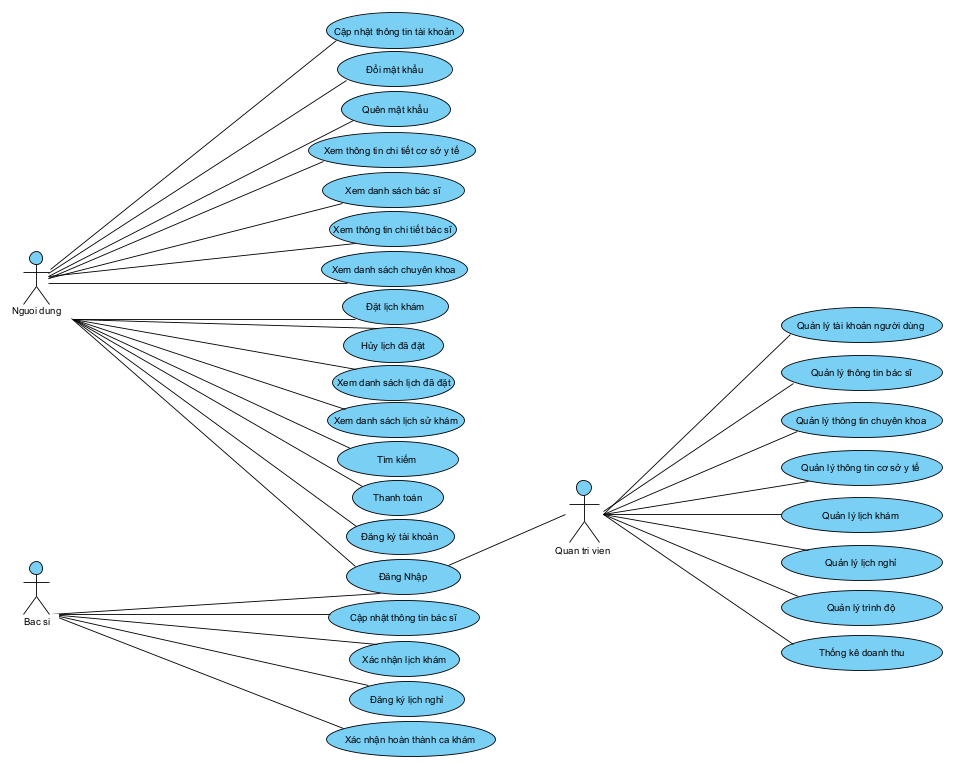 Cập nhật thông tin tài khoản
Đổi mật khẩu
Quên mật khẩu
Xem thông tin chi tiết cơ sở y tế
Xem danh sách bác sĩ
Xem thông tin chi tiết bác sĩ
Xem danh sách chuyên khoa
Nguoi dung
Đặt lịch khám
Hủy lịch đã đặt
Xem danh sách lịch đã đặt
Xem danh sách lịch sử khám
Tìm kiếm
Thanh toán
Đăng ký tài khoản
Đăng Nhập
Bac si
Cập nhật thông tin bác sĩ
Xác nhận lịch khám
Đăng ký lịch nghỉ
Xác nhận hoàn thành ca khám
Quan tri vien
Quản lý tài khoản người dùng
Quản lý thông tin bác sĩ
Quản lý thông tin chuyên khoa
Quản lý thông tin cơ sở y tế
Quản lý lịch khám
Quản lý lịch nghỉ
Quản lý trình độ
Thống kê doanh thu